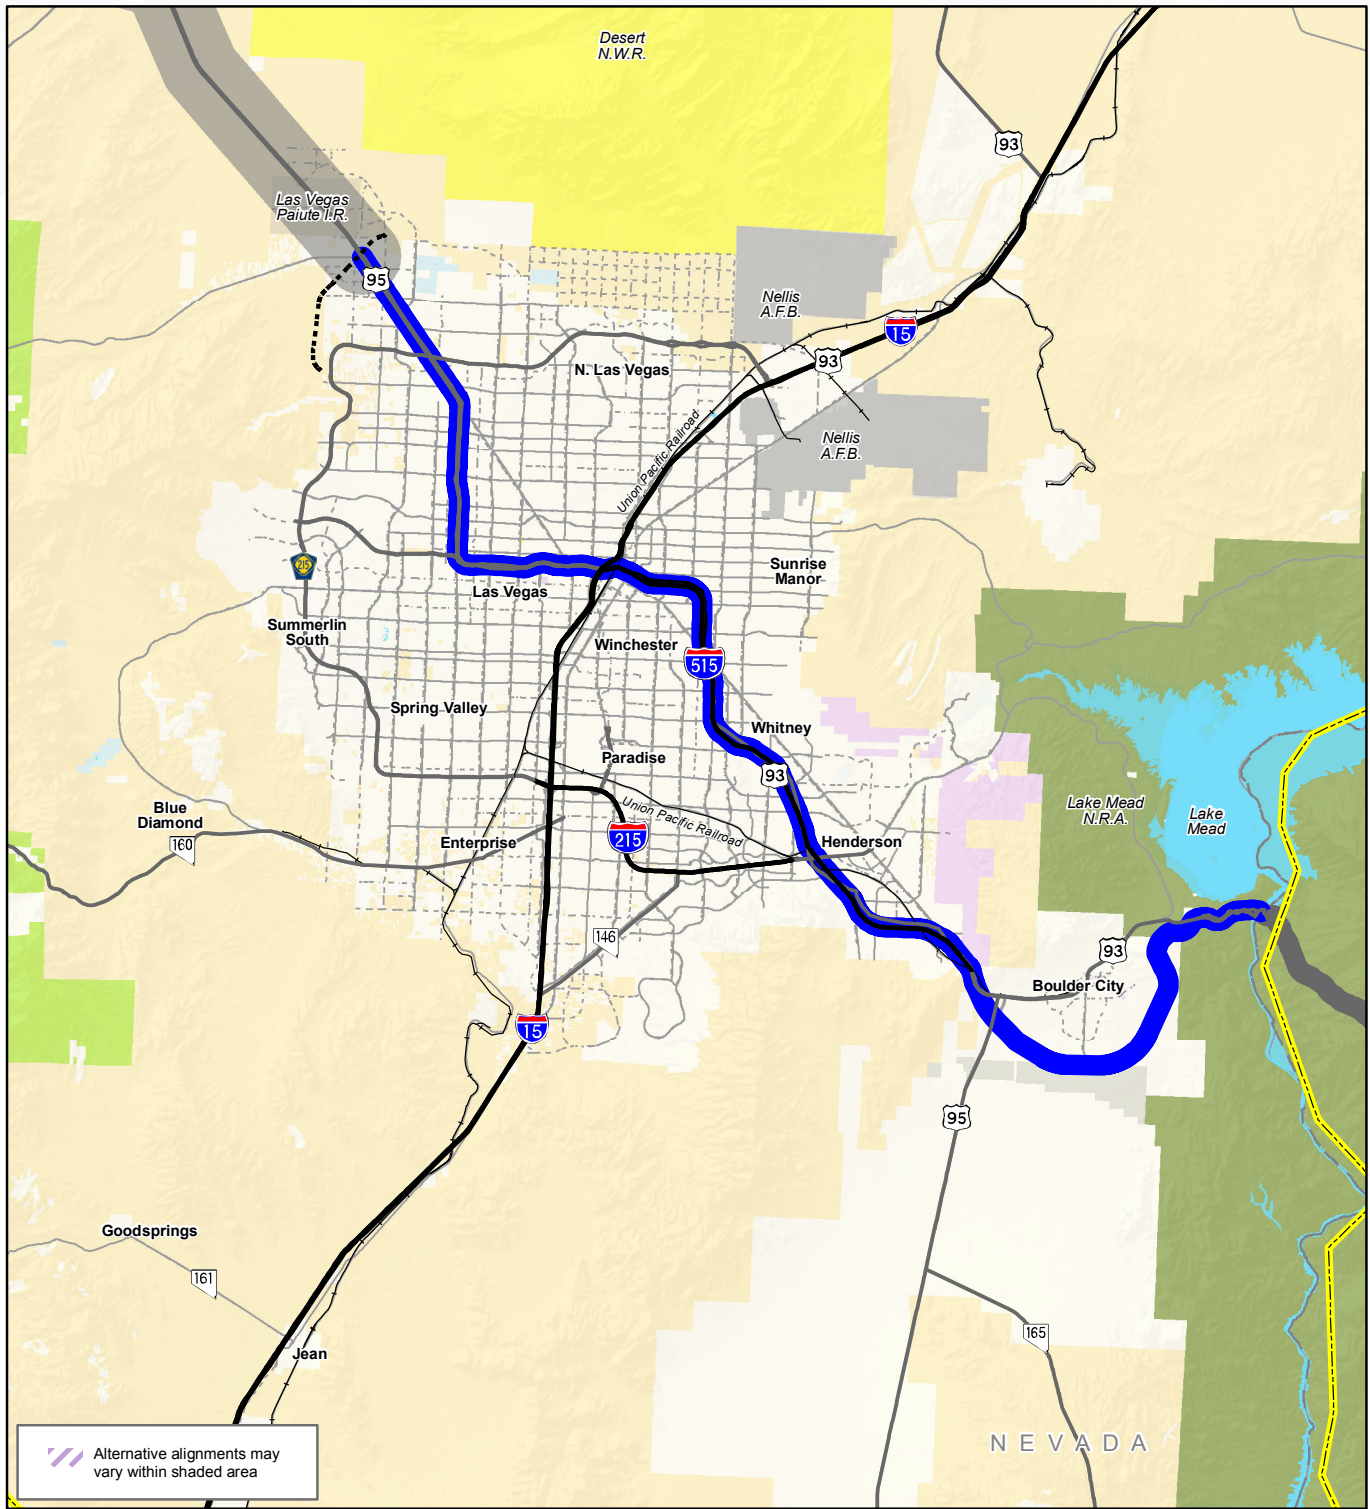 Desert
N.W.R.
93
Las Vegas
Paiute I.R.
95
Nellis
A.F.B.
15
93
N. Las Vegas
Union Pacific Railroad
Nellis
A.F.B.
215
Sunrise
Manor
Las Vegas
Summerlin
South
Winchester
515
Spring Valley
Whitney
Paradise
93
Blue
Diamond
160
Union Pacific Railroad
Lake Mead
N.R.A.
Lake
Mead
Enterprise
215
Henderson
146
93
Boulder City
15
95
Goodsprings
161
165
Jean
NEVADA
Alternative alignments may
vary within shaded area